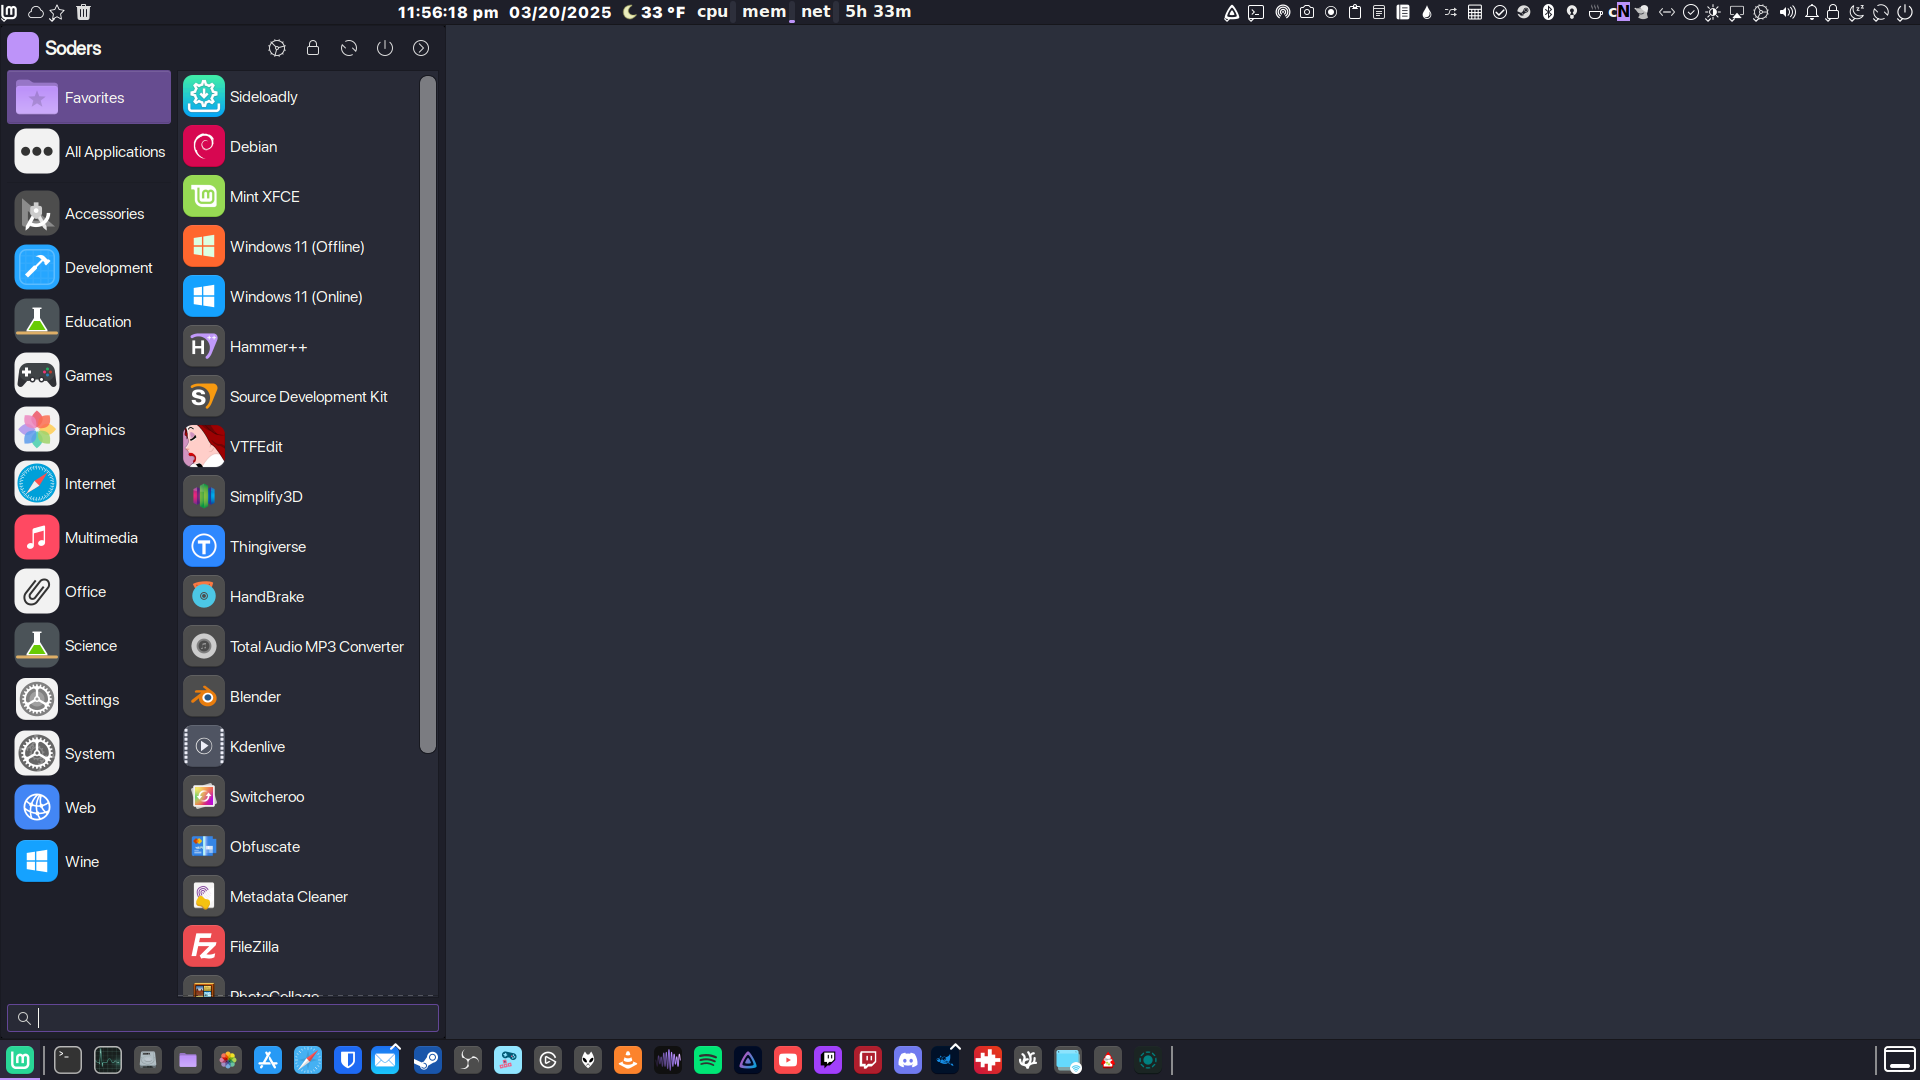 11:56:18 pm 03/20/2025 33 °F cpu mem net 5h 33m
Soders
Favorites
All Applications
Accessories
Development
Education
Games
Graphics
Internet
Multimedia
Office
Science
Settings
System
Web
Wine
Sideloadly
Debian
Mint XFCE
Windows 11 (Offline)
Windows 11 (Online)
Hammer++
Source Development Kit
VTFEdit
Simplify3D
Thingiverse
HandBrake
Total Audio MP3 Converter
Blender
Kdenlive
Switcheroo
Obfuscate
Metadata Cleaner
FileZilla
PhotoCollage